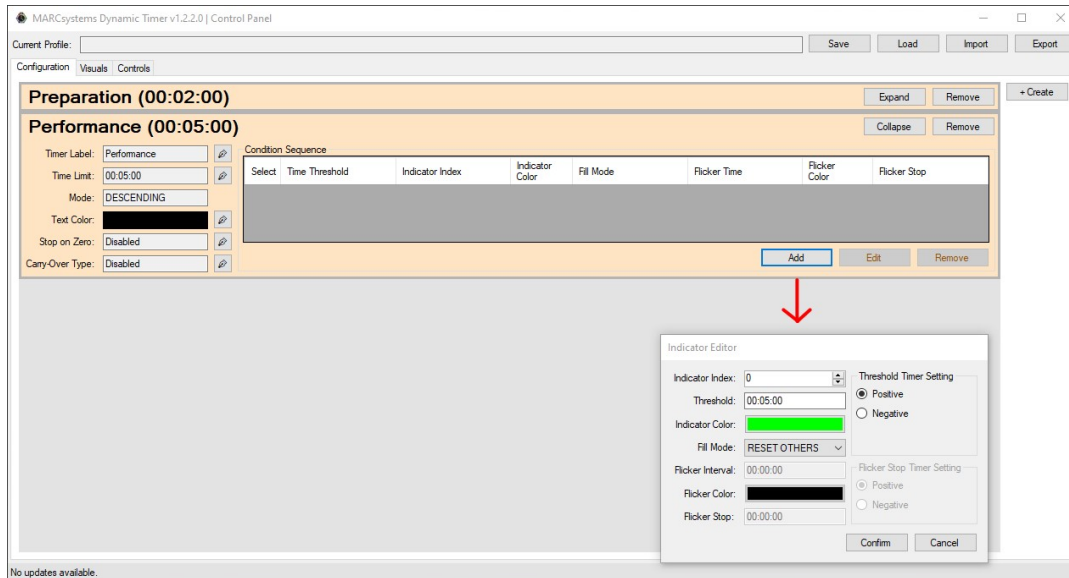 MARCsystems Dynamic Timer v1.2.2.0 | Control Panel
Current Profile: Save Load Import Export
Configuration Visuals Controls
Preparation (00:02:00) Expand Remove + Create
Performance (00:05:00) Collapse Remove
Timer Label: Perfomance
Time Limit: 00:05:00
Mode: DESCENDING
Text Color:
Stop on Zero: Disabled
Carry-Over Type: Disabled
Condition Sequence
Select Time Threshold Indicator Index Indicator Color Fill Mode Flicker Time Flicker Color Flicker Stop
Add Edit Remove
Indicator Editor
Indicator Index: 0
Threshold: 00:05:00
Indicator Color:
Fill Mode: RESET OTHERS
Flicker Interval: 00:00:00
Flicker Color:
Flicker Stop: 00:00:00
Threshold Timer Setting
Positive
Negative
Flicker Stop Timer Setting
Positive
Negative
Confirm Cancel
No updates available.